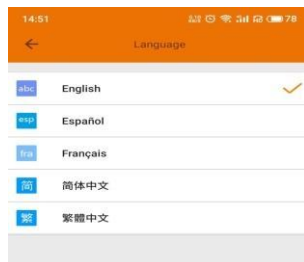 14:51
78
Language
abc English
esp Español
fra Français
简 简体中文
繁 繁體中文